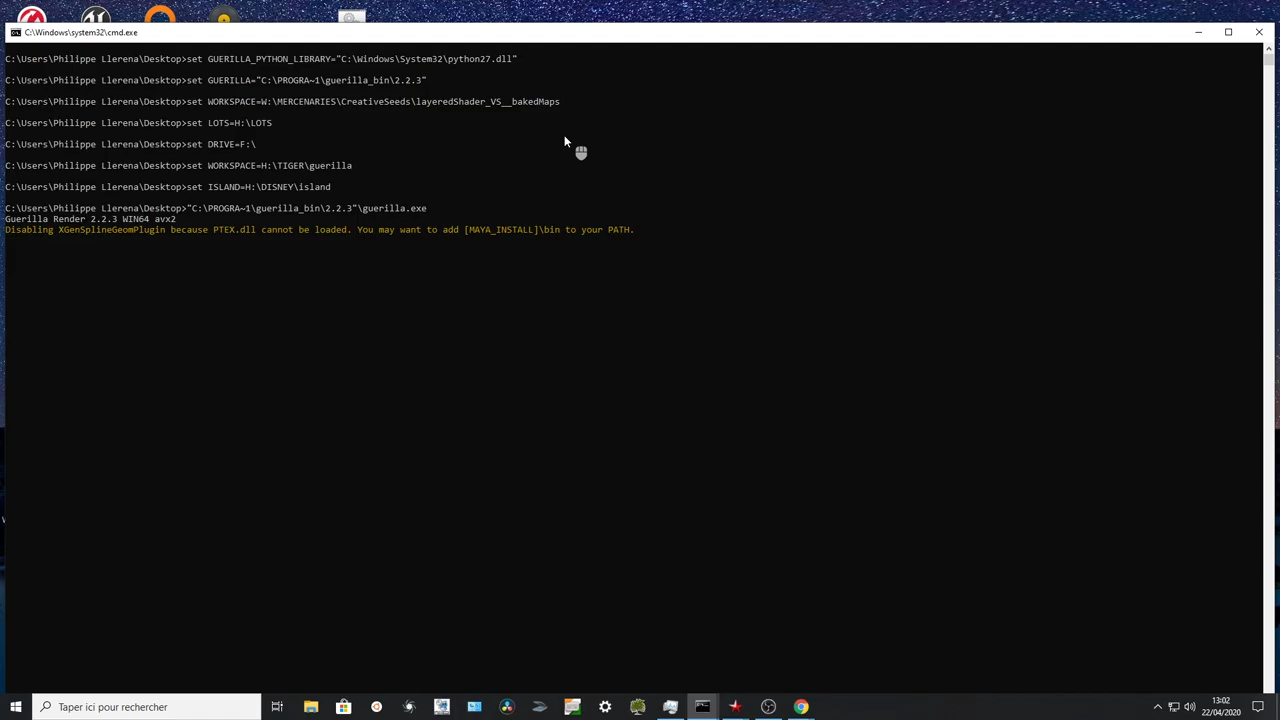 C:\Windows\system32\cmd.exe
C:\Users\Philippe Llerena\Desktop>set GUERILLA_PYTHON_LIBRARY="C:\Windows\System32\python27.dll"
C:\Users\Philippe Llerena\Desktop>set GUERILLA="C:\PROGRA~1\guerilla_bin\2.2.3"
C:\Users\Philippe Llerena\Desktop>set WORKSPACE=W:\MERCENARIES\CreativeSeeds\layeredShader_VS__bakedMaps
C:\Users\Philippe Llerena\Desktop>set LOTS=H:\LOTS
C:\Users\Philippe Llerena\Desktop>set DRIVE=F:\
C:\Users\Philippe Llerena\Desktop>set WORKSPACE=H:\TIGER\guerilla
C:\Users\Philippe Llerena\Desktop>set ISLAND=H:\DISNEY\island
C:\Users\Philippe Llerena\Desktop>"C:\PROGRA~1\guerilla_bin\2.2.3"\guerilla.exe
Guerilla Render 2.2.3 WIN64 avx2
Disabling XGenSplineGeomPlugin because PTEX.dll cannot be loaded. You may want to add [MAYA_INSTALL]\bin to your PATH.
Taper ici pour rechercher
13:02
22/04/2020